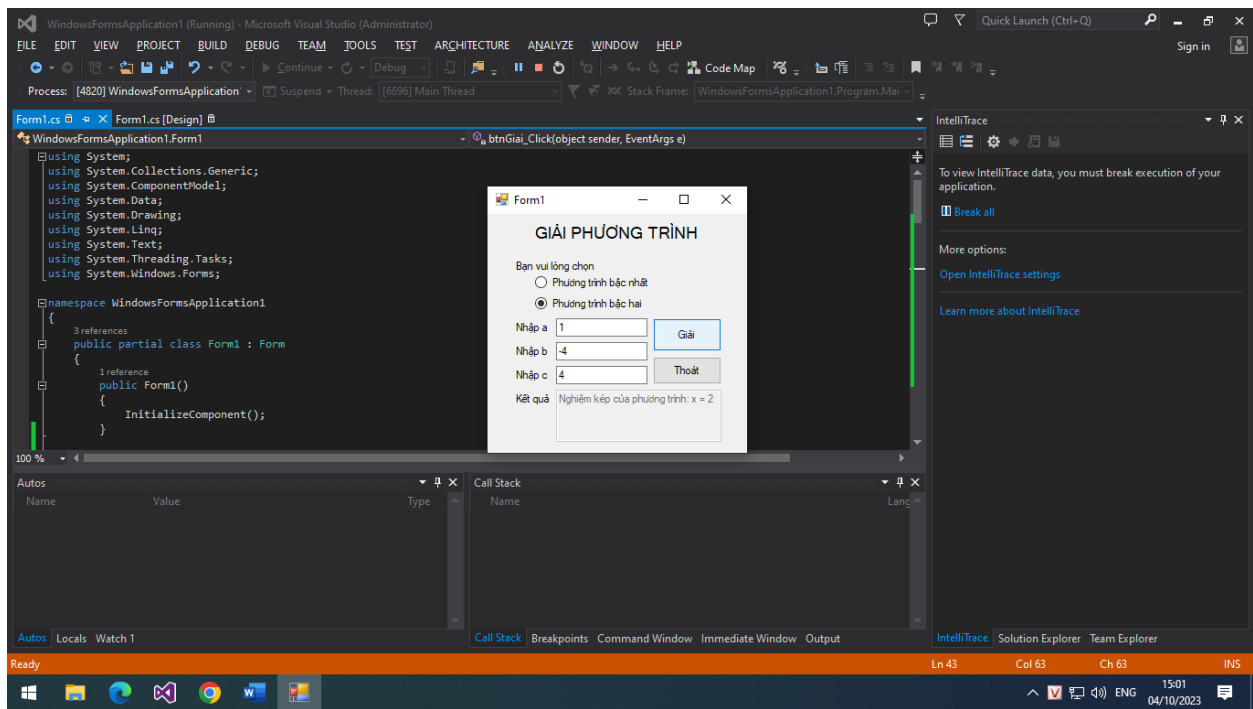 WindowsFormsApplication1 (Running) - Microsoft Visual Studio (Administrator)
Quick Launch (Ctrl+Q)
FILE EDIT VIEW PROJECT BUILD DEBUG TEAM TOOLS TEST ARCHITECTURE ANALYZE WINDOW HELP
Sign in
Continue
Debug
Code Map
Process: [4820] WindowsFormsApplication
Suspend
Thread: [6696] Main Thread
Stack Frame: WindowsFormsApplication1.Program.Mai
Form1.cs
Form1.cs [Design]
WindowsFormsApplication1.Form1
btnGiai_Click(object sender, EventArgs e)
using System;
using System.Collections.Generic;
using System.ComponentModel;
using System.Data;
using System.Drawing;
using System.Linq;
using System.Text;
using System.Threading.Tasks;
using System.Windows.Forms;
namespace WindowsFormsApplication1
{
3 references
public partial class Form1 : Form
{
1 reference
public Form1()
{
InitializeComponent();
}
100 %
Form1
GIẢI PHƯƠNG TRÌNH
Bạn vui lòng chọn
Phương trình bậc nhất
Phương trình bậc hai
Nhập a 1
Giải
Nhập b -4
Nhập c 4
Thoát
Kết quả Nghiệm kép của phương trình: x = 2
IntelliTrace
To view IntelliTrace data, you must break execution of your
application.
Break all
More options:
Open IntelliTrace settings
Learn more about IntelliTrace
Autos
Name Value Type
Call Stack
Name Lang
Autos Locals Watch 1
Call Stack Breakpoints Command Window Immediate Window Output
IntelliTrace Solution Explorer Team Explorer
Ready
Ln 43 Col 63 Ch 63 INS
V
ENG
15:01
04/10/2023